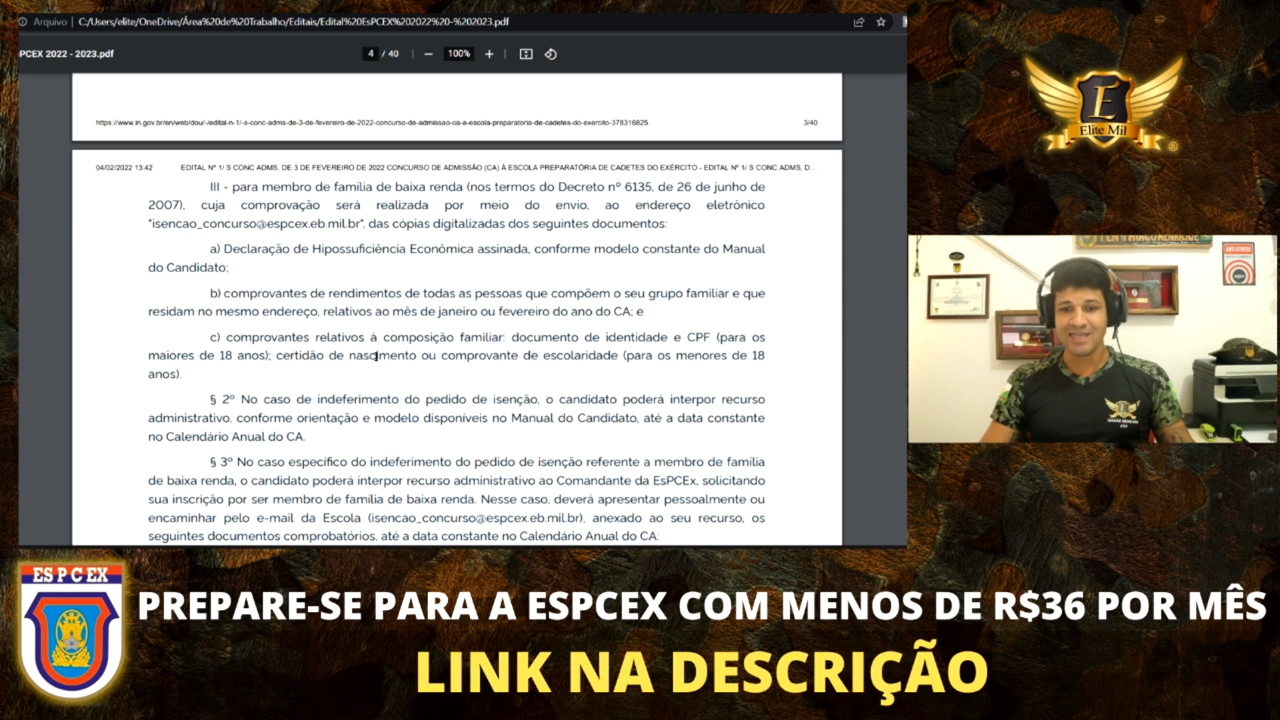 Arquivo | C:/Users/elite/OneDrive/Área%20de%20Trabalho/Editais/Edital%20EsPCEX%202022%20-%202023.pdf
PCEX 2022 - 2023.pdf
4 / 40
100%
https://www.in.gov.br/en/web/dou/-/edital-n-1/-s-conc-adms-de-3-de-fevereiro-de-2022-concurso-de-admissao-ca-a-escola-preparatoria-de-cadetes-do-exercito-378316825
3/40
04/02/2022 13:42
EDITAL Nº 1/ S CONC ADMS, DE 3 DE FEVEREIRO DE 2022 CONCURSO DE ADMISSÃO (CA) À ESCOLA PREPARATÓRIA DE CADETES DO EXÉRCITO - EDITAL Nº 1/ S CONC ADMS, D...
III - para membro de família de baixa renda (nos termos do Decreto nº 6135, de 26 de junho de
2007), cuja comprovação será realizada por meio do envio, ao endereço eletrônico
"isencao_concurso@espcex.eb.mil.br", das cópias digitalizadas dos seguintes documentos:
a) Declaração de Hipossuficiência Econômica assinada, conforme modelo constante do Manual
do Candidato;
b) comprovantes de rendimentos de todas as pessoas que compõem o seu grupo familiar e que
residam no mesmo endereço, relativos ao mês de janeiro ou fevereiro do ano do CA; e
c) comprovantes relativos à composição familiar: documento de identidade e CPF (para os
maiores de 18 anos); certidão de nascimento ou comprovante de escolaridade (para os menores de 18
anos).
§ 2º No caso de indeferimento do pedido de isenção, o candidato poderá interpor recurso
administrativo, conforme orientação e modelo disponíveis no Manual do Candidato, até a data constante
no Calendário Anual do CA.
§ 3º No caso específico do indeferimento do pedido de isenção referente a membro de família
de baixa renda, o candidato poderá interpor recurso administrativo ao Comandante da EsPCEx, solicitando
sua inscrição por ser membro de família de baixa renda. Nesse caso, deverá apresentar pessoalmente ou
encaminhar pelo e-mail da Escola (isencao_concurso@espcex.eb.mil.br), anexado ao seu recurso, os
seguintes documentos comprobatórios, até a data constante no Calendário Anual do CA:
E
Elite Mil
®
ES P C EX
PREPARE-SE PARA A ESPCEX COM MENOS DE R$36 POR MÊS
LINK NA DESCRIÇÃO